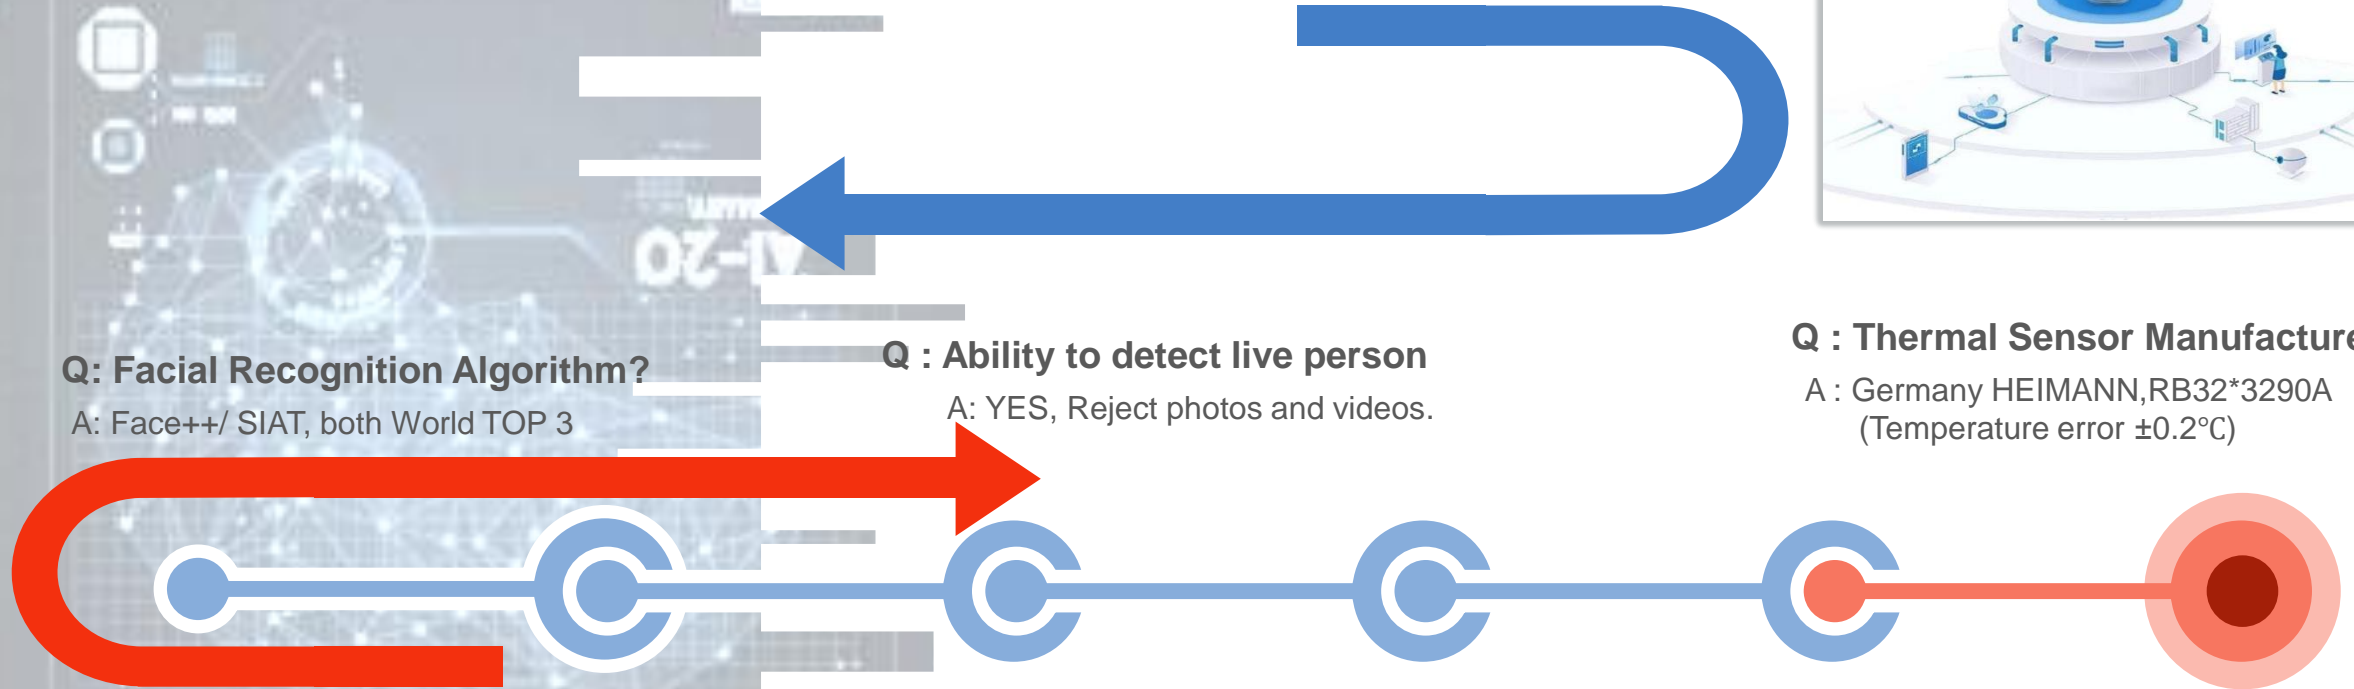 Q: Facial Recognition Algorithm?
A: Face++/ SIAT, both World TOP 3
Q : Ability to detect live person
A: YES, Reject photos and videos.
Q : Thermal Sensor Manufacture
A : Germany HEIMANN,RB32*3290A
(Temperature error ±0.2℃)